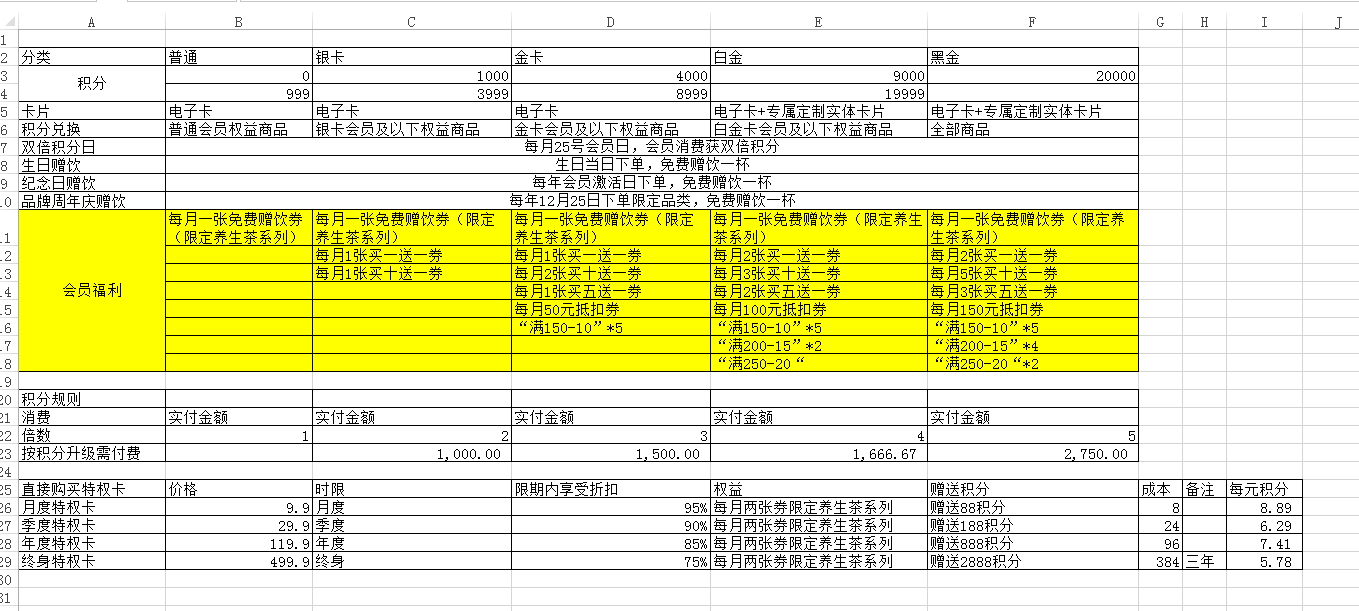 A B C D E F G H I J
1
2 分类 普通 银卡 金卡 白金 黑金
3 积分 0 1000 4000 9000 20000
4 999 3999 8999 19999
5 卡片 电子卡 电子卡 电子卡 电子卡+专属定制实体卡片 电子卡+专属定制实体卡片
6 积分兑换 普通会员权益商品 银卡会员及以下权益商品 金卡会员及以下权益商品 白金卡会员及以下权益商品 全部商品
7 双倍积分日 每月25号会员日，会员消费获双倍积分
8 生日赠饮 生日当日下单，免费赠饮一杯
9 纪念日赠饮 每年会员激活日下单，免费赠饮一杯
10 品牌周年庆赠饮 每年12月25日下单限定品类，免费赠饮一杯
每月一张免费赠饮券 每月一张免费赠饮券（限定 每月一张免费赠饮券（限定 每月一张免费赠饮券（限定养生 每月一张免费赠饮券（限定养
11 （限定养生茶系列） 养生茶系列） 养生茶系列） 茶系列） 生茶系列）
12 每月1张买一送一券 每月1张买一送一券 每月2张买一送一券 每月2张买一送一券
13 每月1张买十送一券 每月2张买十送一券 每月3张买十送一券 每月5张买十送一券
14 会员福利 每月1张买五送一券 每月2张买五送一券 每月3张买五送一券
15 每月50元抵扣券 每月100元抵扣券 每月150元抵扣券
16 “满150-10”*5 “满150-10”*5 “满150-10”*5
17 “满200-15”*2 “满200-15”*4
18 “满250-20“ “满250-20“*2
19
20 积分规则
21 消费 实付金额 实付金额 实付金额 实付金额 实付金额
22 倍数 1 2 3 4 5
23 按积分升级需付费 1,000.00 1,500.00 1,666.67 2,750.00
24
25 直接购买特权卡 价格 时限 限期内享受折扣 权益 赠送积分 成本 备注 每元积分
26 月度特权卡 9.9 月度 95% 每月两张券限定养生茶系列 赠送88积分 8 8.89
27 季度特权卡 29.9 季度 90% 每月两张券限定养生茶系列 赠送188积分 24 6.29
28 年度特权卡 119.9 年度 85% 每月两张券限定养生茶系列 赠送888积分 96 7.41
29 终身特权卡 499.9 终身 75% 每月两张券限定养生茶系列 赠送2888积分 384 三年 5.78
30
31